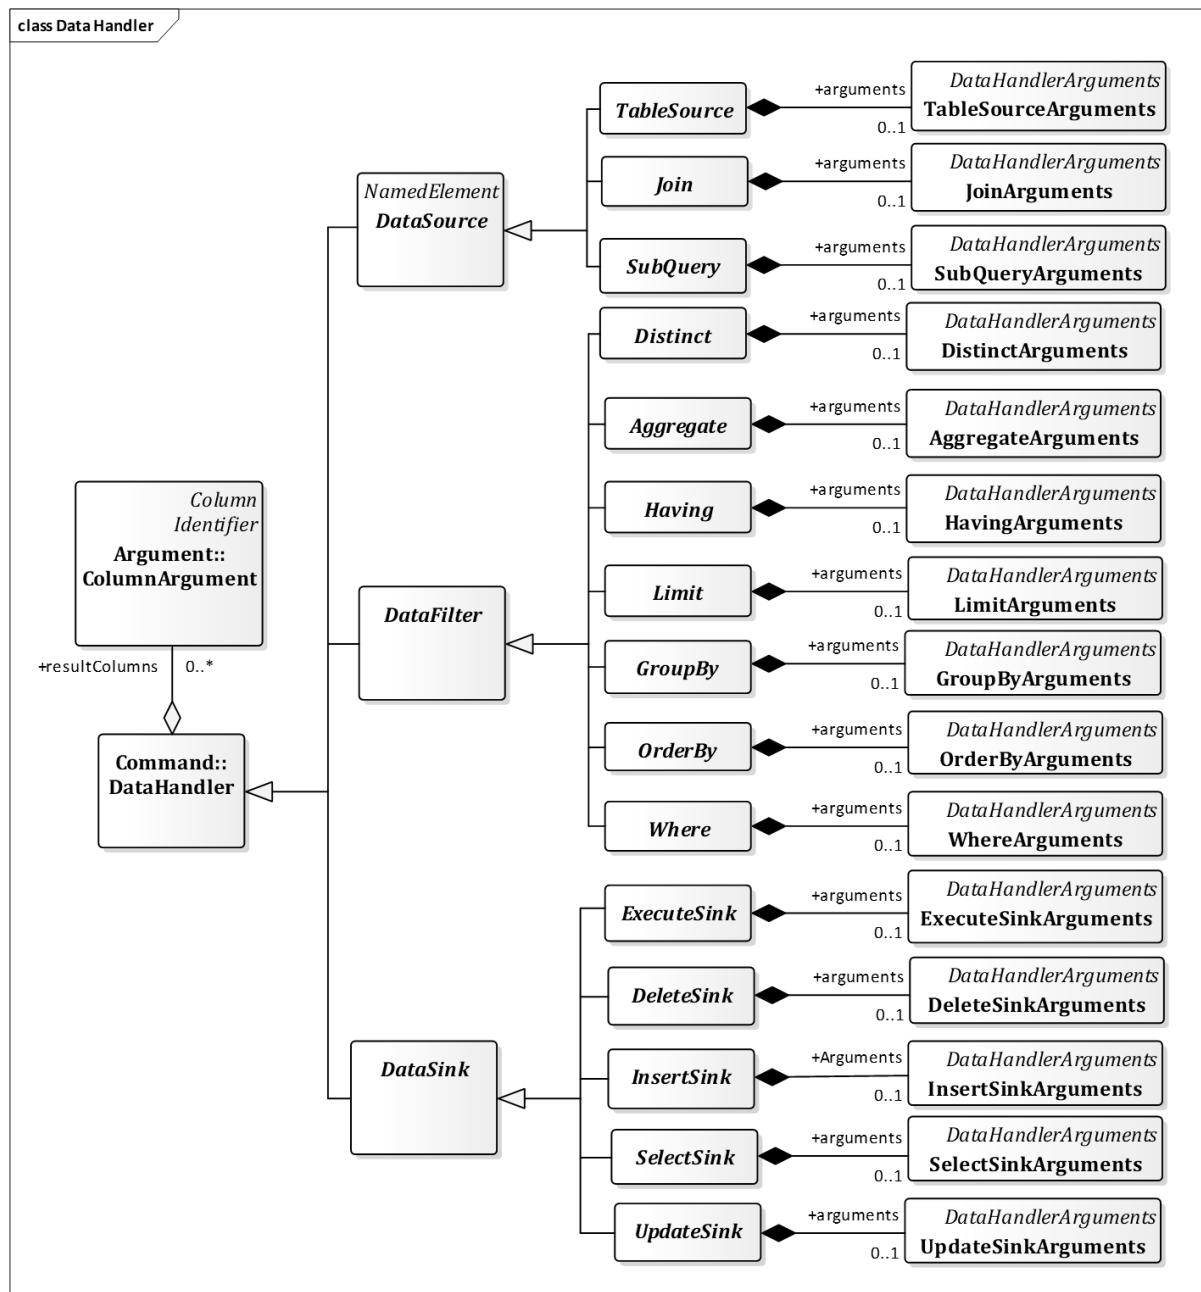 class Data Handler
TableSource
+arguments
0..1
DataHandlerArguments
TableSourceArguments
Join
+arguments
0..1
DataHandlerArguments
JoinArguments
NamedElement
DataSource
SubQuery
+arguments
0..1
DataHandlerArguments
SubQueryArguments
Distinct
+arguments
0..1
DataHandlerArguments
DistinctArguments
Aggregate
+arguments
0..1
DataHandlerArguments
AggregateArguments
Having
+arguments
0..1
DataHandlerArguments
HavingArguments
Column
Identifier
Argument::
ColumnArgument
+resultColumns
0..*
Command::
DataHandler
DataFilter
Limit
+arguments
0..1
DataHandlerArguments
LimitArguments
GroupBy
+arguments
0..1
DataHandlerArguments
GroupByArguments
OrderBy
+arguments
0..1
DataHandlerArguments
OrderByArguments
Where
+arguments
0..1
DataHandlerArguments
WhereArguments
ExecuteSink
+arguments
0..1
DataHandlerArguments
ExecuteSinkArguments
DeleteSink
+arguments
0..1
DataHandlerArguments
DeleteSinkArguments
DataSink
InsertSink
+Arguments
0..1
DataHandlerArguments
InsertSinkArguments
SelectSink
+arguments
0..1
DataHandlerArguments
SelectSinkArguments
UpdateSink
+arguments
0..1
DataHandlerArguments
UpdateSinkArguments